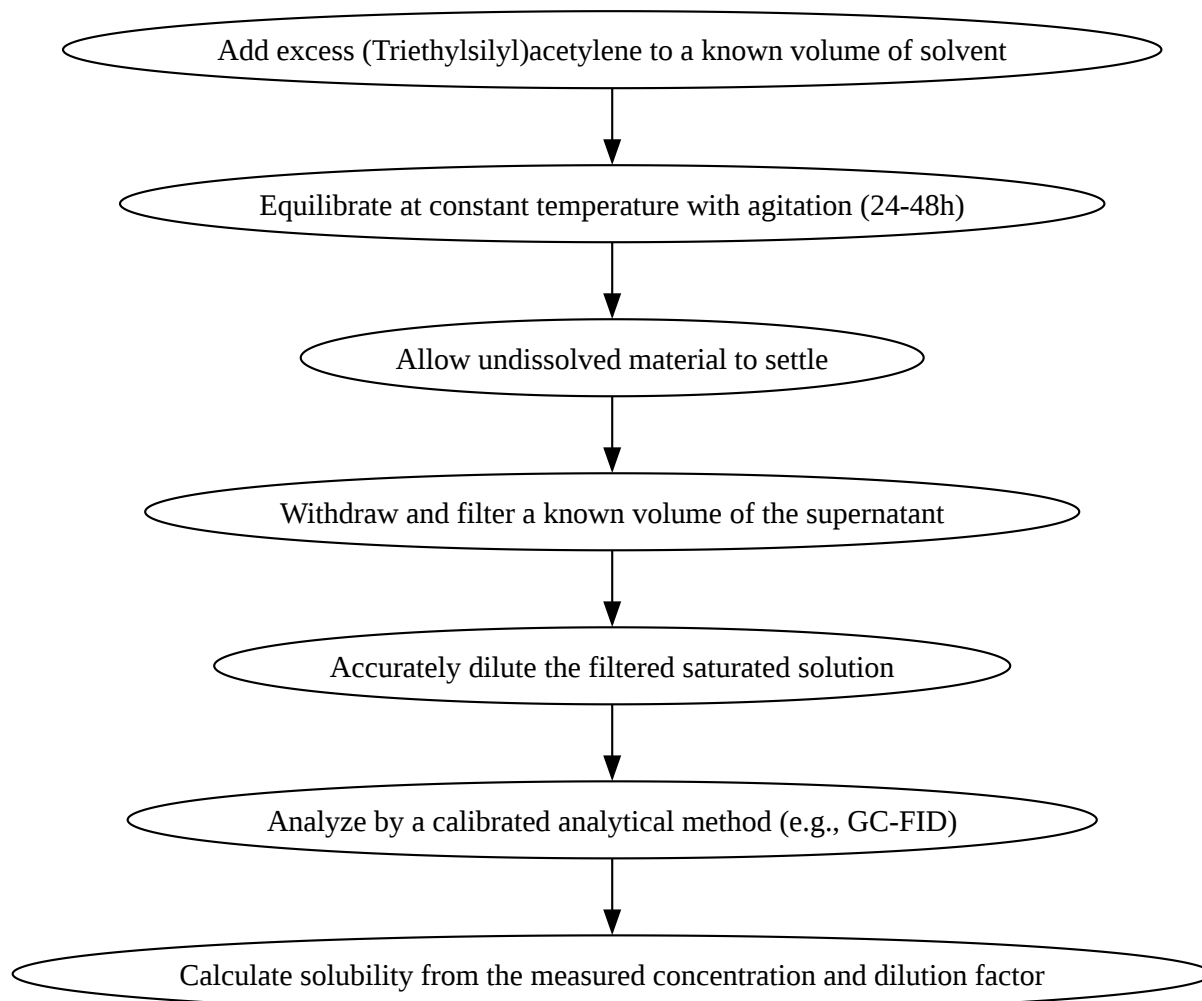 Add excess (Triethylsilyl)acetylene to a known volume of solvent
Equilibrate at constant temperature with agitation (24-48h)
Allow undissolved material to settle
Withdraw and filter a known volume of the supernatant
Accurately dilute the filtered saturated solution
Analyze by a calibrated analytical method (e.g., GC-FID)
Calculate solubility from the measured concentration and dilution factor